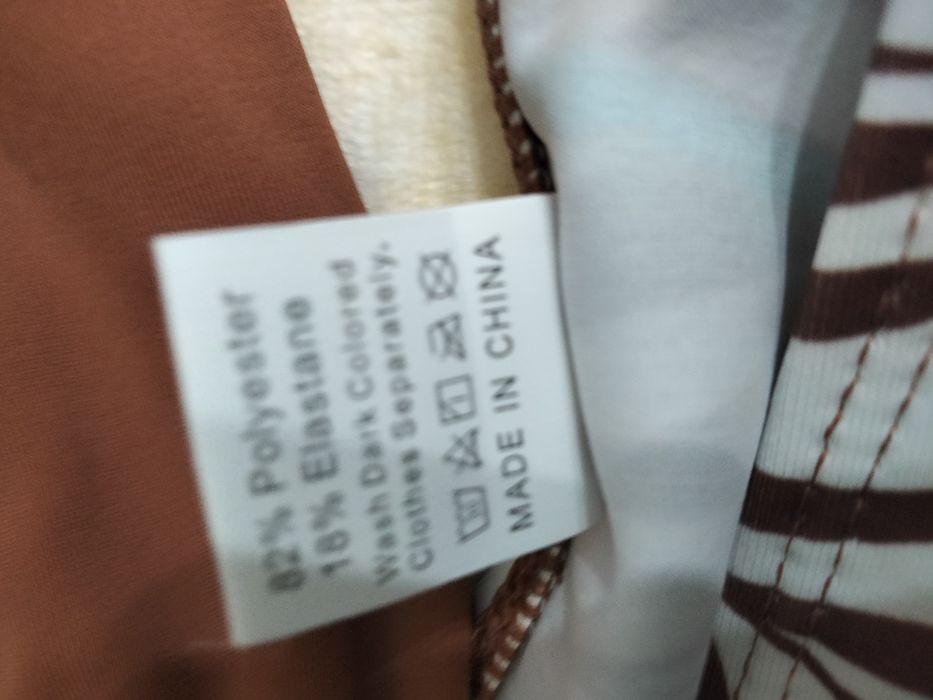 82% Polyester
18% Elastane
Wash Dark Colored
Clothes Separately.
MADE IN CHINA